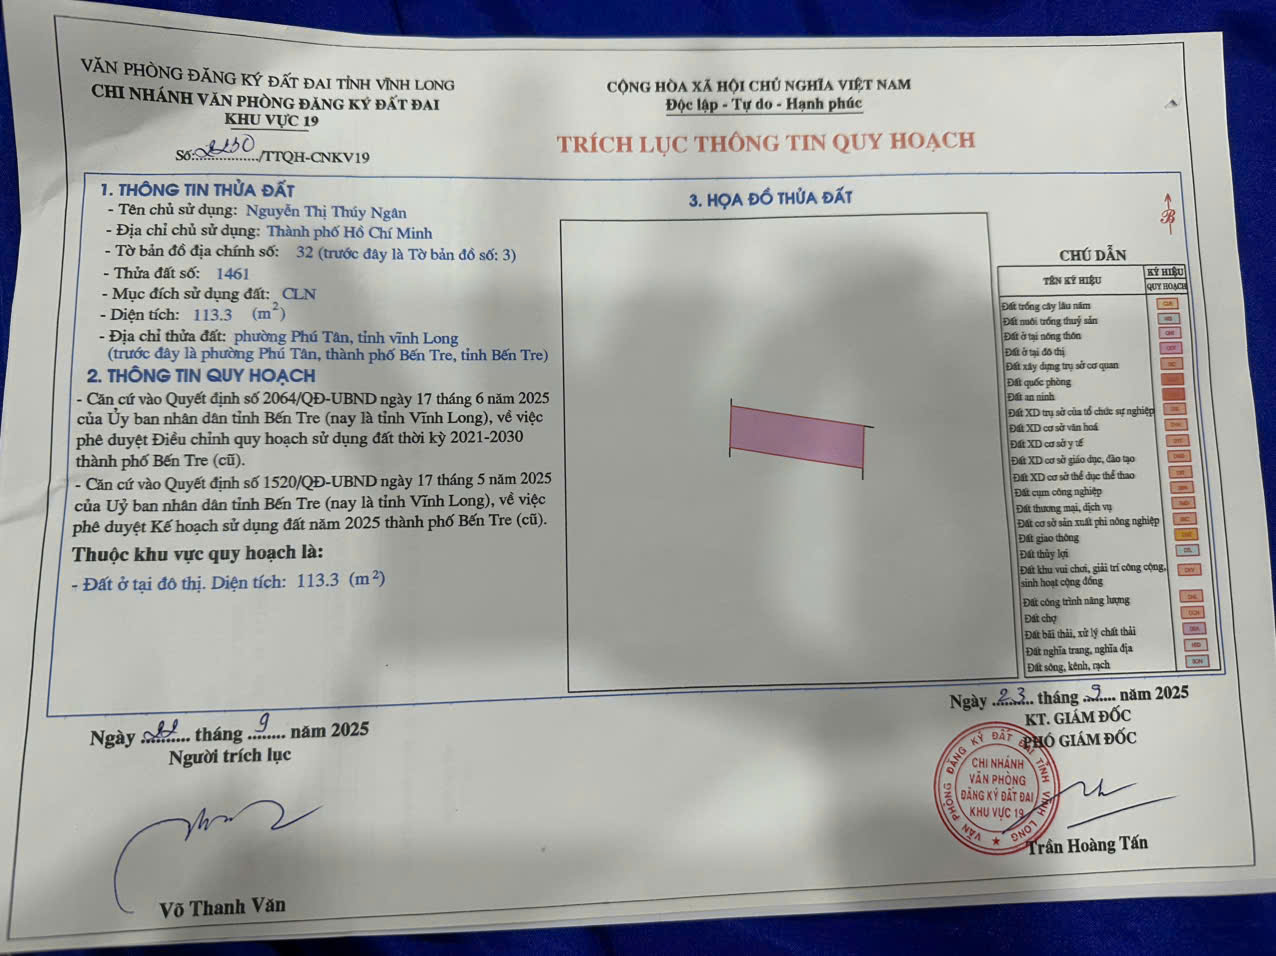 VĂN PHÒNG ĐĂNG KÝ ĐẤT ĐAI TỈNH VĨNH LONG
CHI NHÁNH VĂN PHÒNG ĐĂNG KÝ ĐẤT ĐAI
KHU VỰC 19
Số:............../TTQH-CNKV19
CỘNG HÒA XÃ HỘI CHỦ NGHĨA VIỆT NAM
Độc lập - Tự do - Hạnh phúc
TRÍCH LỤC THÔNG TIN QUY HOẠCH
1. THÔNG TIN THỬA ĐẤT
- Tên chủ sử dụng: Nguyễn Thị Thúy Ngân
- Địa chỉ chủ sử dụng: Thành phố Hồ Chí Minh
- Tờ bản đồ địa chính số: 32 (trước đây là Tờ bản đồ số: 3)
- Thửa đất số: 1461
- Mục đích sử dụng đất: CLN
- Diện tích: 113.3 (m²)
- Địa chỉ thửa đất: phường Phú Tân, tỉnh vĩnh Long
(trước đây là phường Phú Tân, thành phố Bến Tre, tỉnh Bến Tre)
2. THÔNG TIN QUY HOẠCH
- Căn cứ vào Quyết định số 2064/QĐ-UBND ngày 17 tháng 6 năm 2025
của Ủy ban nhân dân tỉnh Bến Tre (nay là tỉnh Vĩnh Long), về việc
phê duyệt Điều chỉnh quy hoạch sử dụng đất thời kỳ 2021-2030
thành phố Bến Tre (cũ).
- Căn cứ vào Quyết định số 1520/QĐ-UBND ngày 17 tháng 5 năm 2025
của Uỷ ban nhân dân tỉnh Bến Tre (nay là tỉnh Vĩnh Long), về việc
phê duyệt Kế hoạch sử dụng đất năm 2025 thành phố Bến Tre (cũ).
Thuộc khu vực quy hoạch là:
- Đất ở tại đô thị. Diện tích: 113.3 (m²)
3. HỌA ĐỒ THỬA ĐẤT
B
CHÚ DẪN
TÊN KÝ HIỆU
KÝ HIỆU
QUY HOẠCH
Đất trồng cây lâu năm
Đất nuôi trồng thuỷ sản
Đất ở tại nông thôn
Đất ở tại đô thị
Đất xây dựng trụ sở cơ quan
Đất quốc phòng
Đất an ninh
Đất XD trụ sở của tổ chức sự nghiệp
Đất XD cơ sở văn hoá
Đất XD cơ sở y tế
Đất XD cơ sở giáo dục, đào tạo
Đất XD cơ sở thể dục thể thao
Đất cụm công nghiệp
Đất thương mại, dịch vụ
Đất cơ sở sản xuất phi nông nghiệp
Đất giao thông
Đất thủy lợi
Đất khu vui chơi, giải trí công cộng,
sinh hoạt cộng đồng
Đất công trình năng lượng
Đất chợ
Đất bãi thải, xử lý chất thải
Đất nghĩa trang, nghĩa địa
Đất sông, kênh, rạch
Ngày 22 tháng 9 năm 2025
Người trích lục
Võ Thanh Văn
Ngày 23 tháng 9 năm 2025
KT. GIÁM ĐỐC
PHÓ GIÁM ĐỐC
VĂN PHÒNG ĐĂNG KÝ ĐẤT ĐAI TỈNH VĨNH LONG
CHI NHÁNH
VĂN PHÒNG
ĐĂNG KÝ ĐẤT ĐAI
KHU VỰC 19
Trần Hoàng Tấn